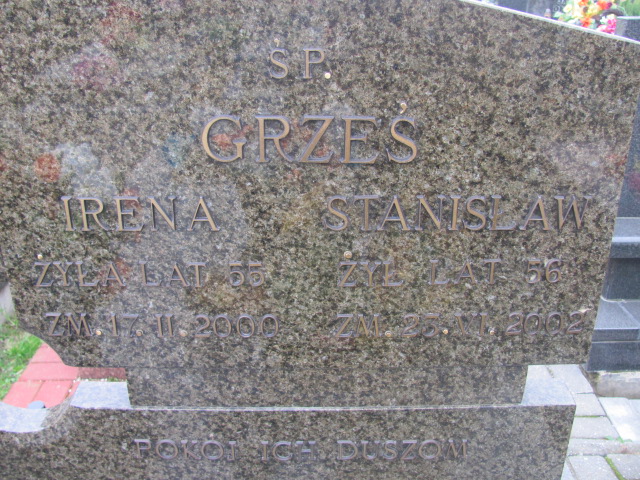 ŚP.
GRZEŚ
IRENA STANISŁAW
ŻYŁA LAT 55 ŻYŁ LAT 56
ZM. 17. II. 2000 ZM. 25. VI. 2002
POKÓJ ICH DUSZOM